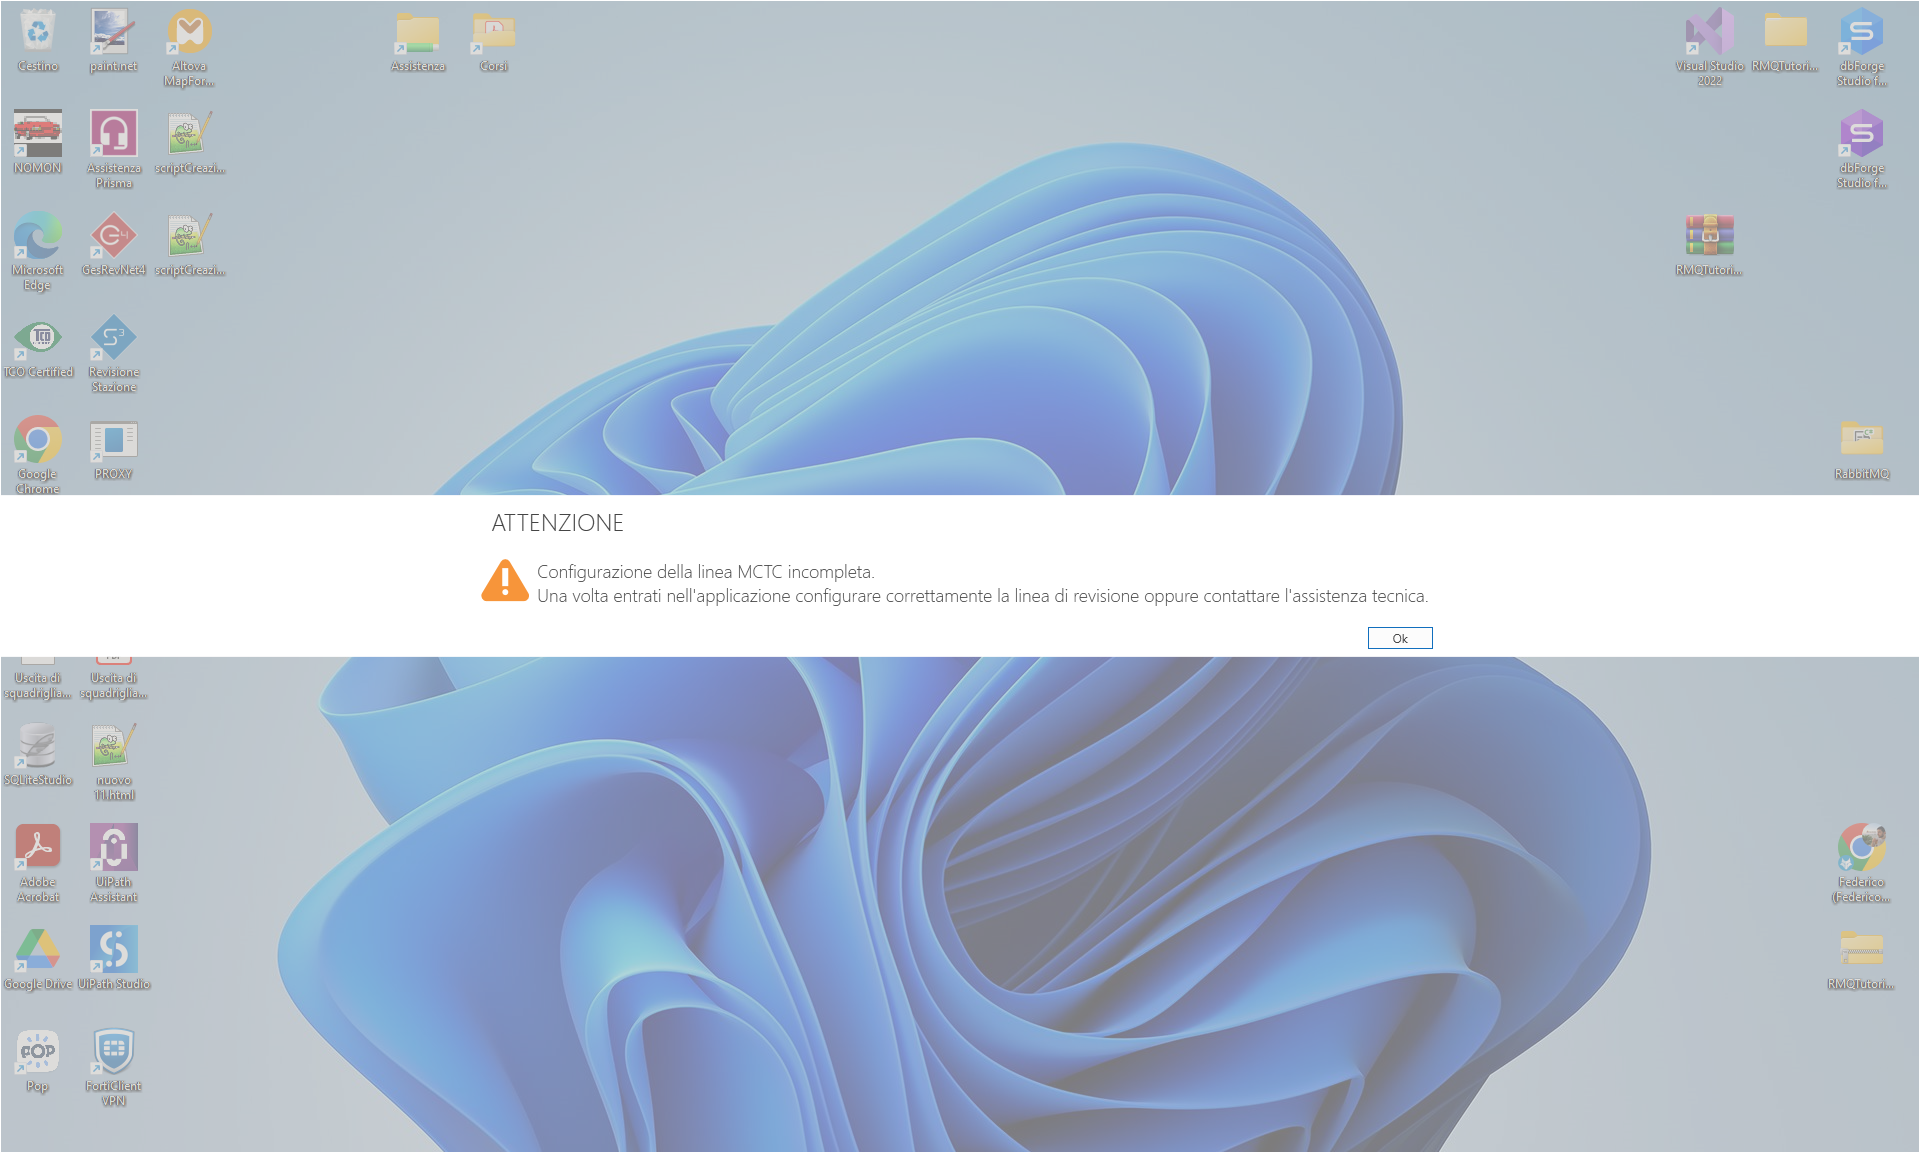 Cestino
paint.net
Altova
MapFor...
Assistenza
Corsi
Visual Studio
2022
RMQTutori...
dbForge
Studio f...
NOMON
Assistenza
Prisma
scriptCreazi...
dbForge
Studio f...
Microsoft
Edge
GesRevNet4
scriptCreazi...
RMQTutori...
TCO Certified
Revisione
Stazione
Google
Chrome
PROXY
RabbitMQ
ATTENZIONE
Configurazione della linea MCTC incompleta.
Una volta entrati nell'applicazione configurare correttamente la linea di revisione oppure contattare l'assistenza tecnica.
Ok
Uscita di
squadriglia...
Uscita di
squadriglia...
SQLiteStudio
nuovo
11.html
Adobe
Acrobat
UiPath
Assistant
Federico
(Federico...
Google Drive
UiPath Studio
RMQTutori...
POP
Pop
FortiClient
VPN